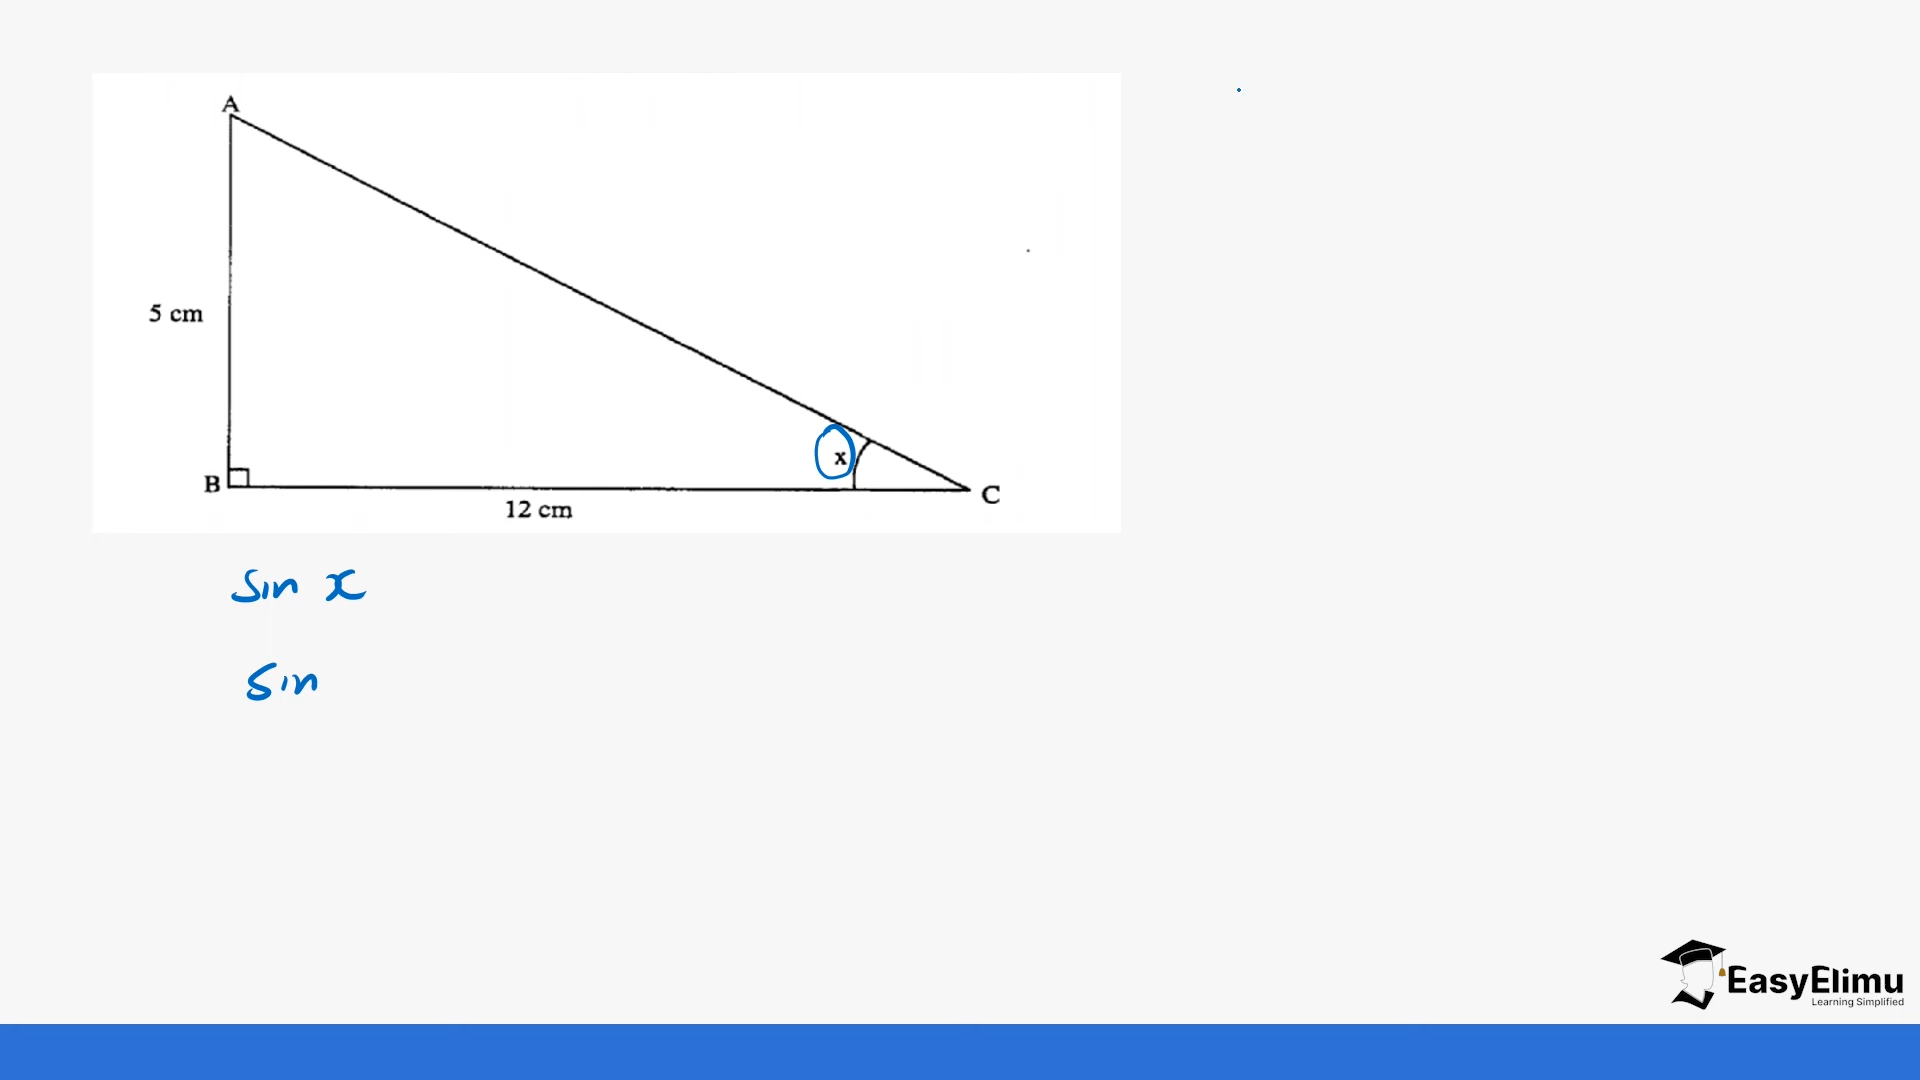 A
5 cm
x
B
C
12 cm
Sin x
Sin
EasyElimu
Learning Simplified